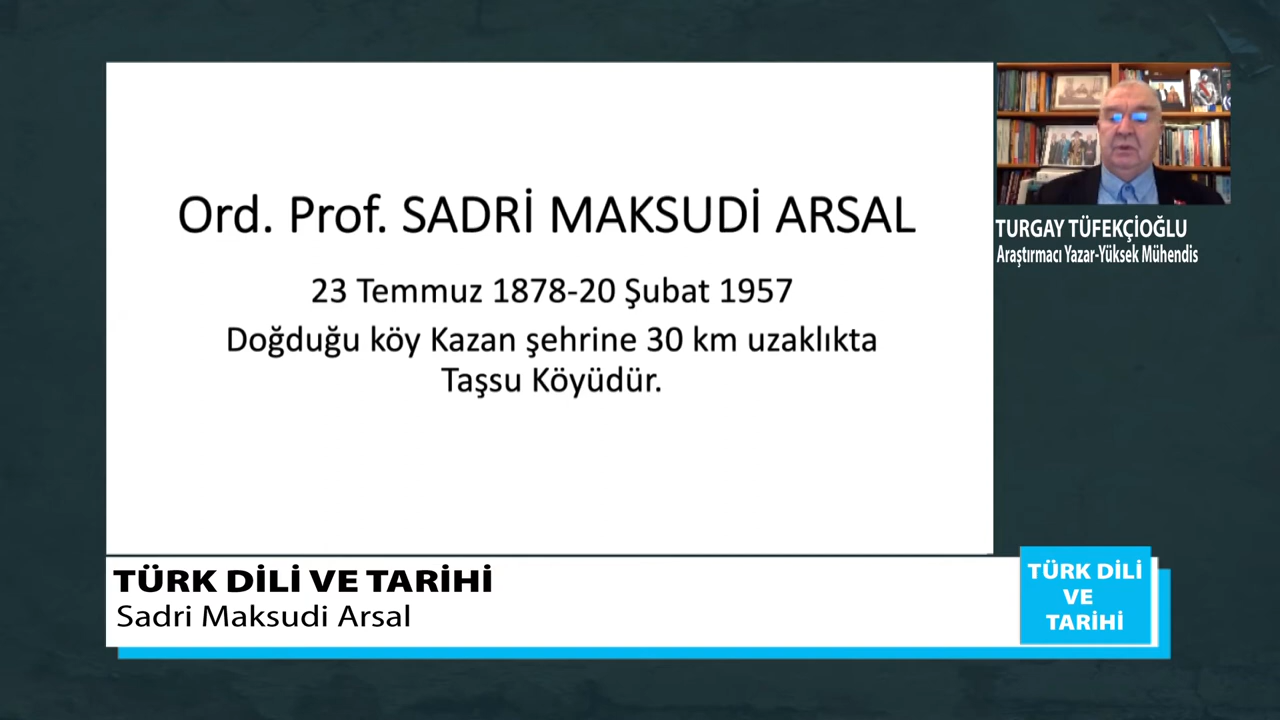 Ord. Prof. SADRİ MAKSUDİ ARSAL
23 Temmuz 1878-20 Şubat 1957
Doğduğu köy Kazan şehrine 30 km uzaklıkta
Taşsu Köyüdür.
TURGAY TÜFEKÇİOĞLU
Araştırmacı Yazar-Yüksek Mühendis
TÜRK DİLİ VE TARİHİ
Sadri Maksudi Arsal
TÜRK DİLİ
VE
TARİHİ